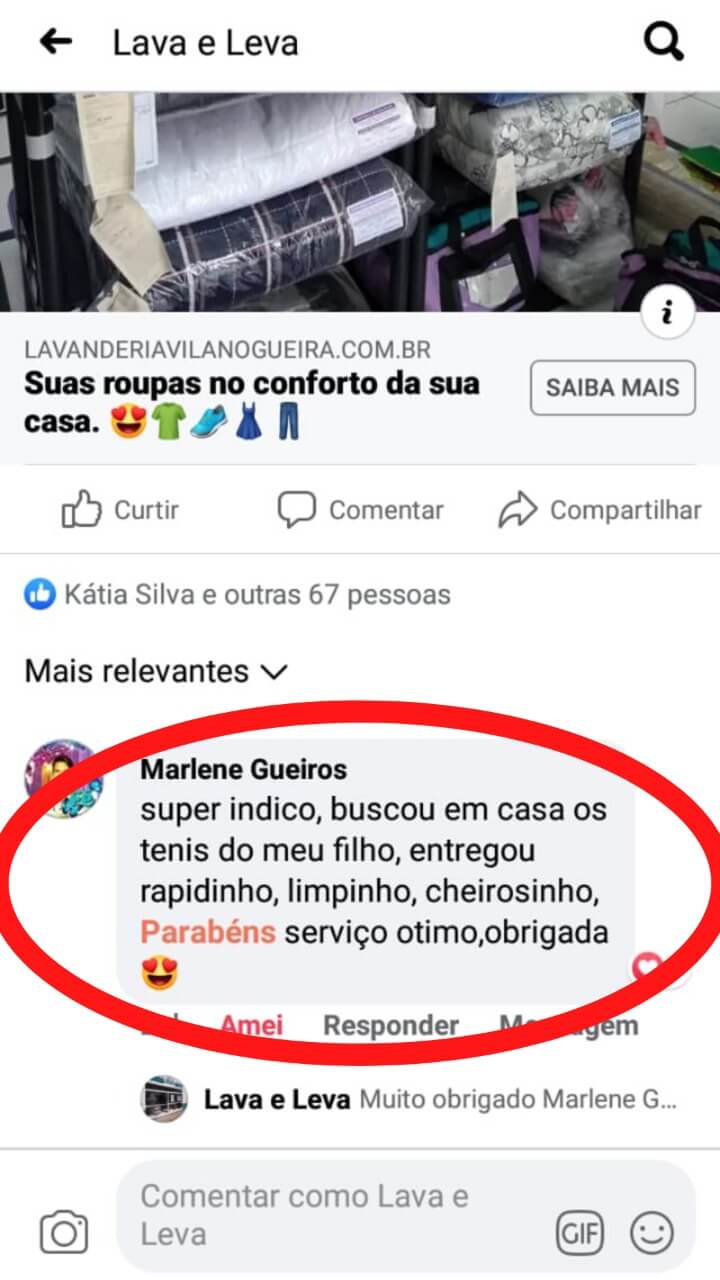 Lava e Leva
LAVANDERIAVILANOGUEIRA.COM.BR
Suas roupas no conforto da sua
casa. 😍👕👟👗👖
SAIBA MAIS
Curtir
Comentar
Compartilhar
Kátia Silva e outras 67 pessoas
Mais relevantes
Marlene Gueiros
super indico, buscou em casa os
tenis do meu filho, entregou
rapidinho, limpinho, cheirosinho,
Parabéns serviço otimo,obrigada
😍
Amei Responder
Lava e Leva Muito obrigado Marlene G...
Comentar como Lava e
Leva
GIF